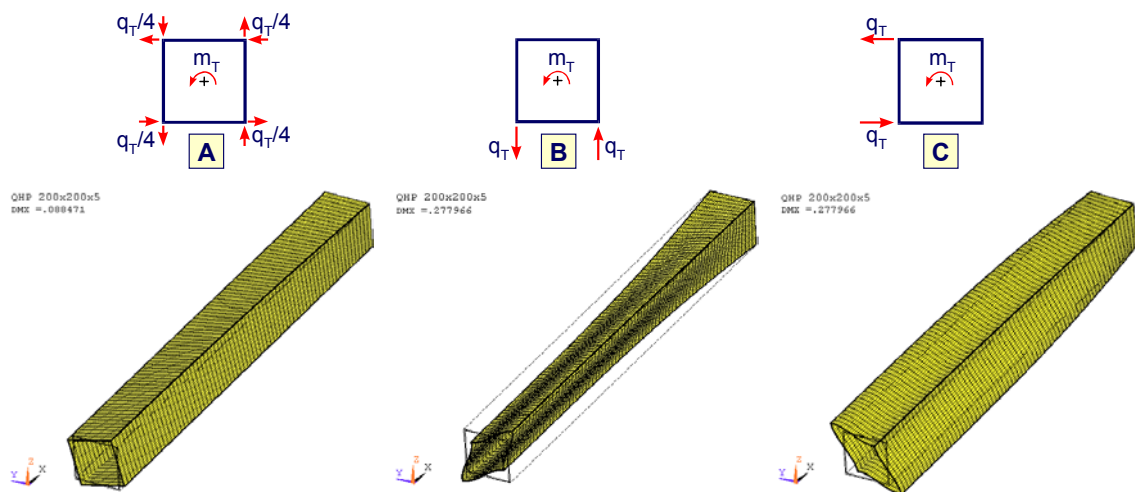 qT/4 qT/4
mT
+
qT/4 qT/4
A
mT
+
qT qT
B
qT
mT
+
qT
C
QHP 200x200x5
DMX =.088471
QHP 200x200x5
DMX =.277966
QHP 200x200x5
DMX =.277966
Y Z X
Y Z X
Y Z X